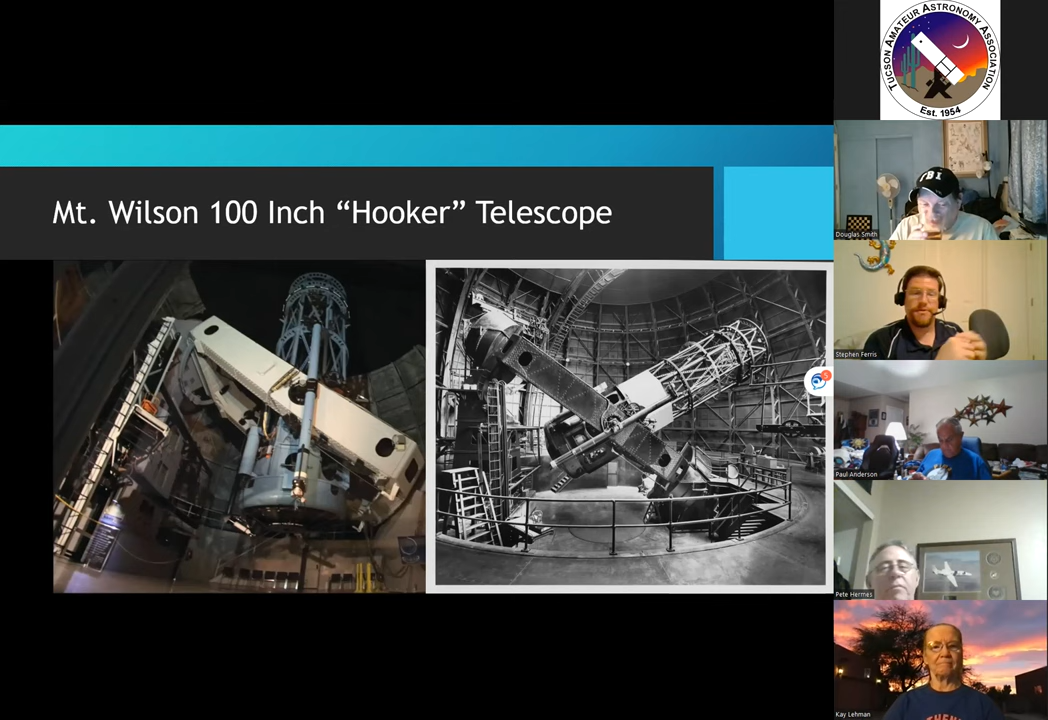 Mt. Wilson 100 Inch “Hooker” Telescope
TUCSON AMATEUR ASTRONOMY ASSOCIATION
Est. 1954
Douglas Smith
Stephen Ferris
5
Paul Anderson
Pete Hermes
Kay Lehman